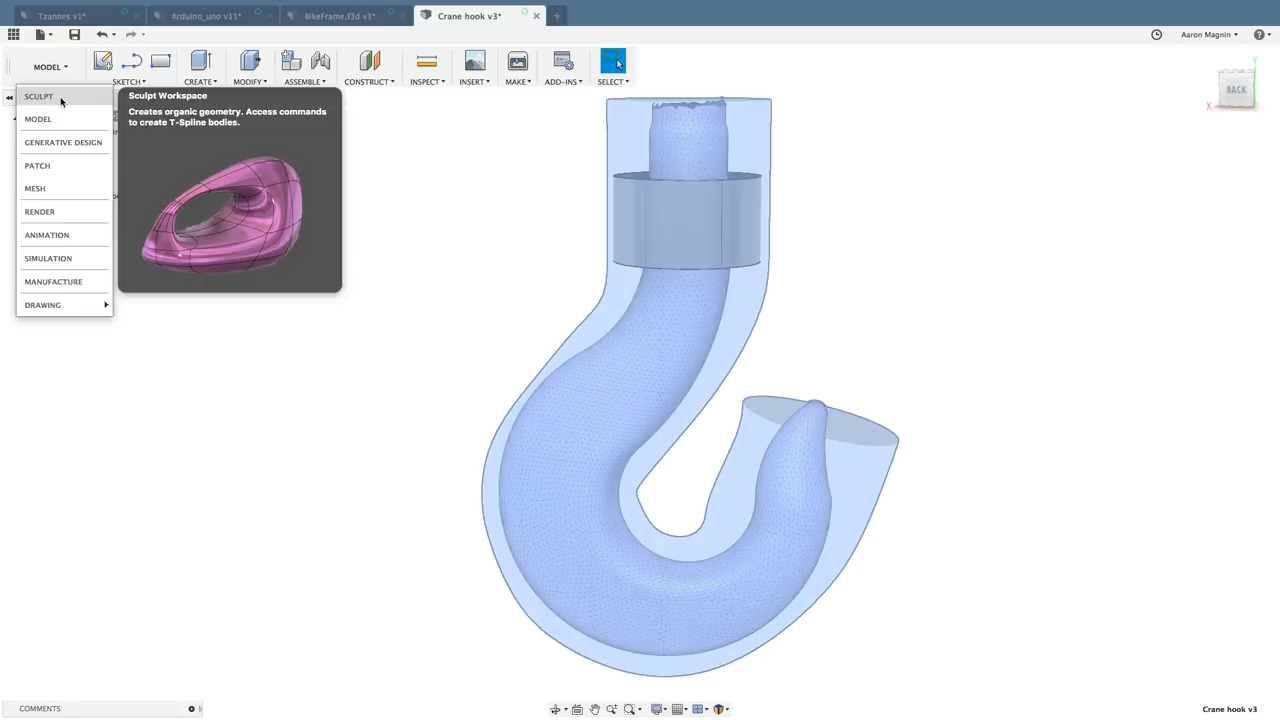 Tzannes v1*
Arduino_uno v11*
BikeFrame.f3d v3*
Crane hook v3*
Aaron Magnin
MODEL
SKETCH
CREATE
MODIFY
ASSEMBLE
CONSTRUCT
INSPECT
INSERT
MAKE
ADD-INS
SELECT
SCULPT
MODEL
GENERATIVE DESIGN
PATCH
MESH
RENDER
ANIMATION
SIMULATION
MANUFACTURE
DRAWING
Sculpt Workspace
Creates organic geometry. Access commands
to create T-Spline bodies.
BACK
X
Y
COMMENTS
Crane hook v3